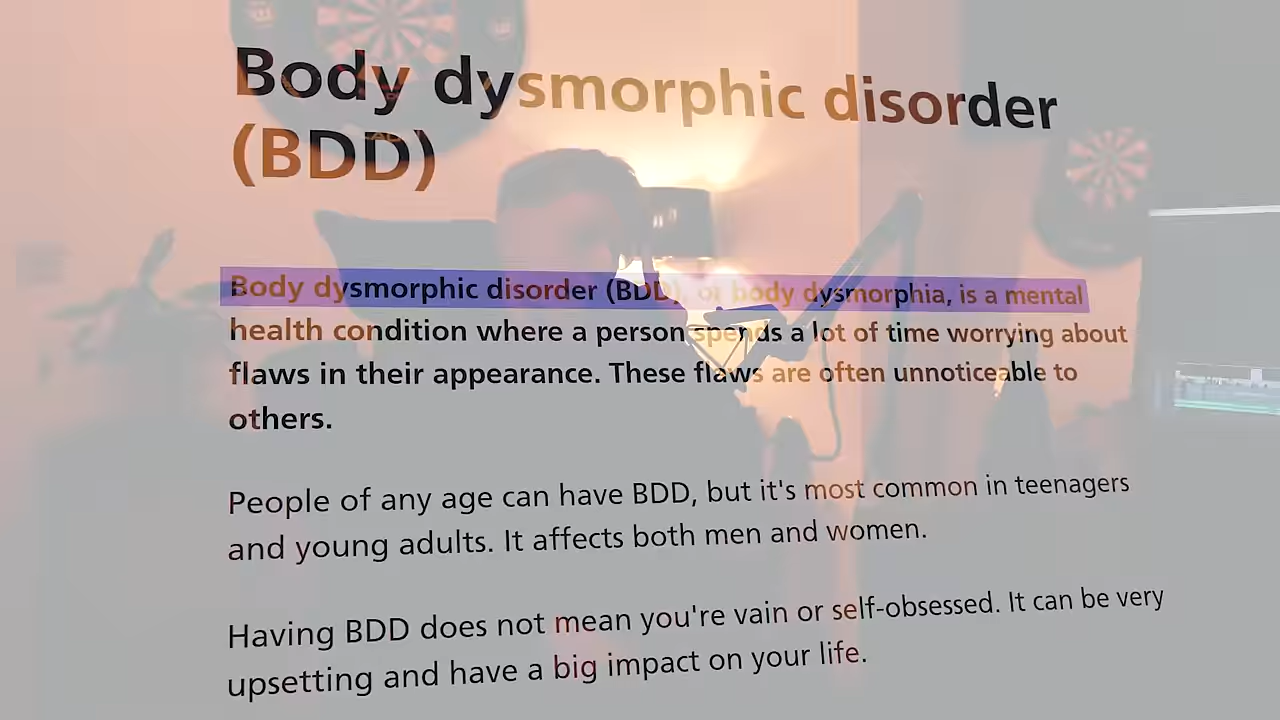 Body dysmorphic disorder
(BDD)
Body dysmorphic disorder (BDD), or body dysmorphia, is a mental
health condition where a person spends a lot of time worrying about
flaws in their appearance. These flaws are often unnoticeable to
others.
People of any age can have BDD, but it's most common in teenagers
and young adults. It affects both men and women.
Having BDD does not mean you're vain or self-obsessed. It can be very
upsetting and have a big impact on your life.